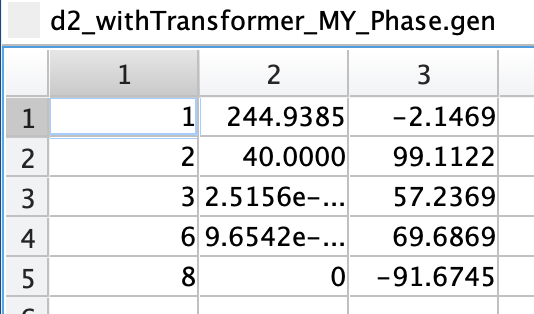 d2_withTransformer_MY_Phase.gen
1 2 3
1 1 244.9385 -2.1469
2 2 40.0000 99.1122
3 3 2.5156e-... 57.2369
4 6 9.6542e-... 69.6869
5 8 0 -91.6745